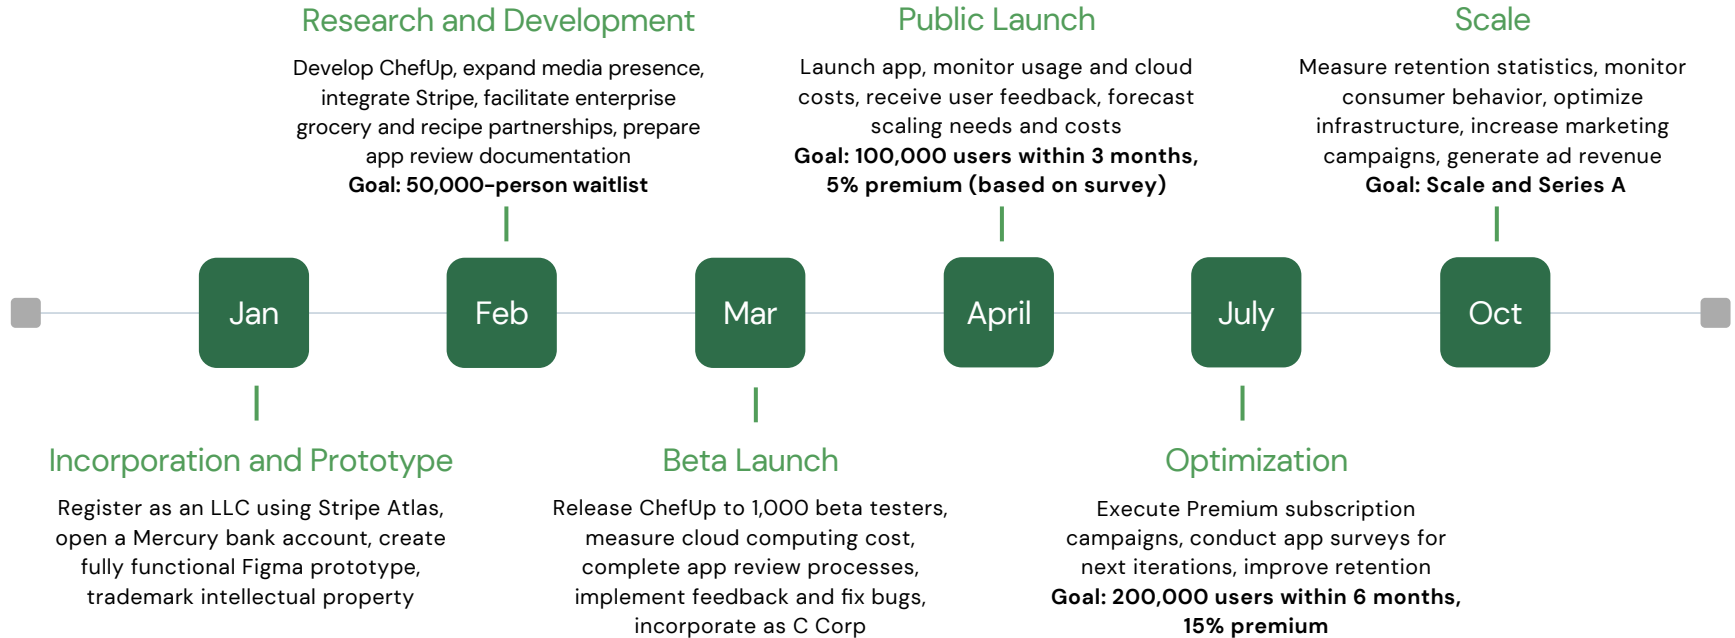 Research and Development
Develop ChefUp, expand media presence,
integrate Stripe, facilitate enterprise
grocery and recipe partnerships, prepare
app review documentation
Goal: 50,000-person waitlist
Public Launch
Launch app, monitor usage and cloud
costs, receive user feedback, forecast
scaling needs and costs
Goal: 100,000 users within 3 months,
5% premium (based on survey)
Scale
Measure retention statistics, monitor
consumer behavior, optimize
infrastructure, increase marketing
campaigns, generate ad revenue
Goal: Scale and Series A
Jan
Feb
Mar
April
July
Oct
Incorporation and Prototype
Register as an LLC using Stripe Atlas,
open a Mercury bank account, create
fully functional Figma prototype,
trademark intellectual property
Beta Launch
Release ChefUp to 1,000 beta testers,
measure cloud computing cost,
complete app review processes,
implement feedback and fix bugs,
incorporate as C Corp
Optimization
Execute Premium subscription
campaigns, conduct app surveys for
next iterations, improve retention
Goal: 200,000 users within 6 months,
15% premium